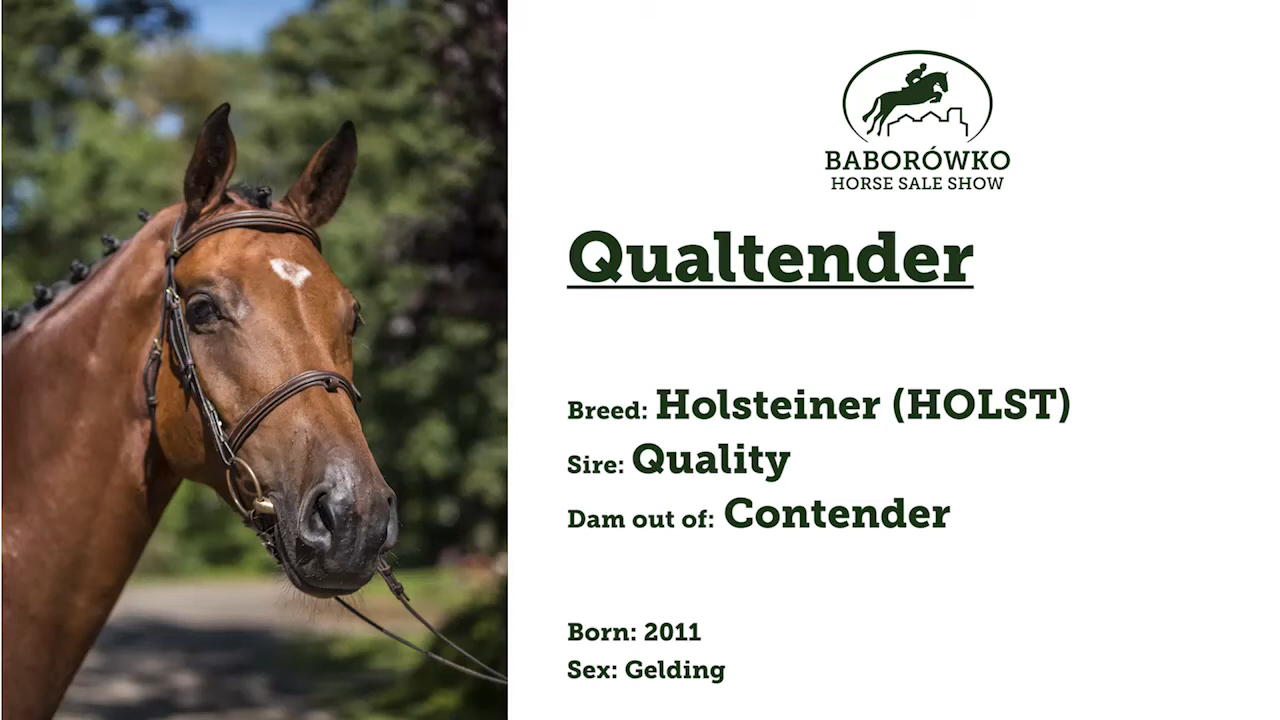 BABORÓWKO
HORSE SALE SHOW
Qualtender
Breed: Holsteiner (HOLST)
Sire: Quality
Dam out of: Contender
Born: 2011
Sex: Gelding